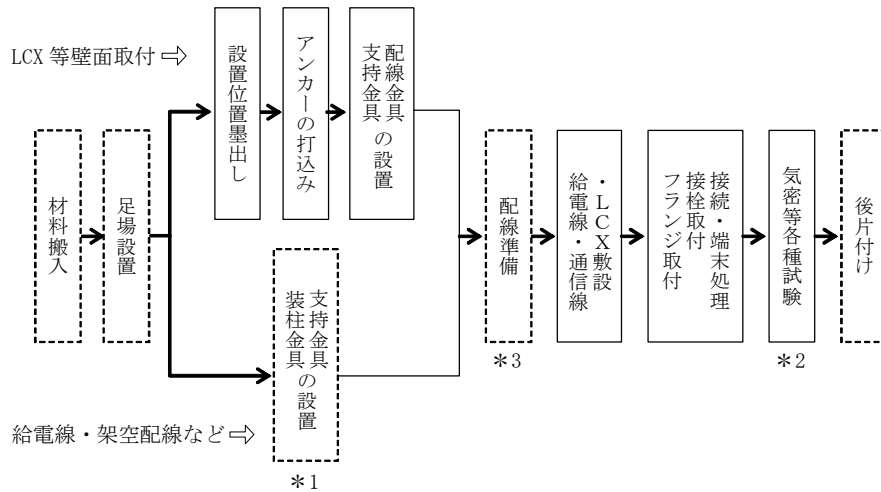 LCX 等壁面取付
設置位置墨出し
アンカーの打込み
配線金具
支持金具
の設置
材料搬入
足場設置
支持金具
装柱金具
の設置
*1
給電線・架空配線など
配線準備
*3
・LCX敷設
給電線・通信線
接続・端末処理
接栓取付
フランジ取付
気密等各種試験
*2
後片付け